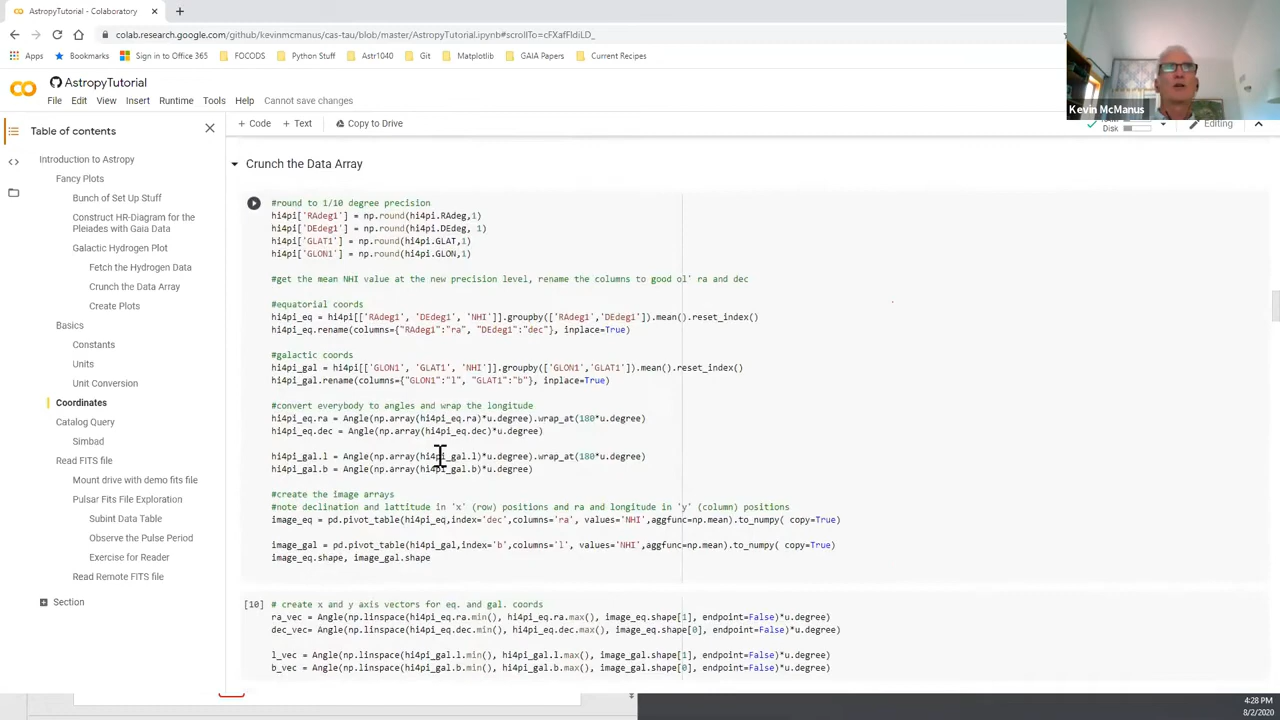 AstropyTutorial - Colaboratory
colab.research.google.com/github/kevinmcmanus/cas-tau/blob/master/AstropyTutorial.ipynb#scrollTo=cFXafFIdiLD_
Apps
Bookmarks
Sign in to Office 365
FOCODS
Python Stuff
Astr1040
Git
Matplotlib
GAIA Papers
Current Recipes
Kevin McManus
AstropyTutorial
File Edit View Insert Runtime Tools Help Cannot save changes
Table of contents
+ Code + Text Copy to Drive
Disk
Editing
Introduction to Astropy
Fancy Plots
Bunch of Set Up Stuff
Construct HR-Diagram for the
Pleiades with Gaia Data
Galactic Hydrogen Plot
Fetch the Hydrogen Data
Crunch the Data Array
Create Plots
Basics
Constants
Units
Unit Conversion
Coordinates
Catalog Query
Simbad
Read FITS file
Mount drive with demo fits file
Pulsar Fits File Exploration
Subint Data Table
Observe the Pulse Period
Exercise for Reader
Read Remote FITS file
Section
Crunch the Data Array
#round to 1/10 degree precision
hi4pi['RAdeg1'] = np.round(hi4pi.RAdeg,1)
hi4pi['DEdeg1'] = np.round(hi4pi.DEdeg, 1)
hi4pi['GLAT1'] = np.round(hi4pi.GLAT,1)
hi4pi['GLON1'] = np.round(hi4pi.GLON,1)
#get the mean NHI value at the new precision level, rename the columns to good ol' ra and dec
#equatorial coords
hi4pi_eq = hi4pi[['RAdeg1', 'DEdeg1', 'NHI']].groupby(['RAdeg1','DEdeg1']).mean().reset_index()
hi4pi_eq.rename(columns={"RAdeg1":"ra", "DEdeg1":"dec"}, inplace=True)
#galactic coords
hi4pi_gal = hi4pi[['GLON1', 'GLAT1', 'NHI']].groupby(['GLON1','GLAT1']).mean().reset_index()
hi4pi_gal.rename(columns={"GLON1":"l", "GLAT1":"b"}, inplace=True)
#convert everybody to angles and wrap the longitude
hi4pi_eq.ra = Angle(np.array(hi4pi_eq.ra)*u.degree).wrap_at(180*u.degree)
hi4pi_eq.dec = Angle(np.array(hi4pi_eq.dec)*u.degree)
hi4pi_gal.l = Angle(np.array(hi4pi_gal.l)*u.degree).wrap_at(180*u.degree)
hi4pi_gal.b = Angle(np.array(hi4pi_gal.b)*u.degree)
#create the image arrays
#note declination and lattitude in 'x' (row) positions and ra and longitude in 'y' (column) positions
image_eq = pd.pivot_table(hi4pi_eq,index='dec',columns='ra', values='NHI',aggfunc=np.mean).to_numpy( copy=True)
image_gal = pd.pivot_table(hi4pi_gal,index='b',columns='l', values='NHI',aggfunc=np.mean).to_numpy( copy=True)
image_eq.shape, image_gal.shape
[10] # create x and y axis vectors for eq. and gal. coords
ra_vec = Angle(np.linspace(hi4pi_eq.ra.min(), hi4pi_eq.ra.max(), image_eq.shape[1], endpoint=False)*u.degree)
dec_vec= Angle(np.linspace(hi4pi_eq.dec.min(), hi4pi_eq.dec.max(), image_eq.shape[0], endpoint=False)*u.degree)
l_vec = Angle(np.linspace(hi4pi_gal.l.min(), hi4pi_gal.l.max(), image_gal.shape[1], endpoint=False)*u.degree)
b_vec = Angle(np.linspace(hi4pi_gal.b.min(), hi4pi_gal.b.max(), image_gal.shape[0], endpoint=False)*u.degree)
4:28 PM
8/2/2020